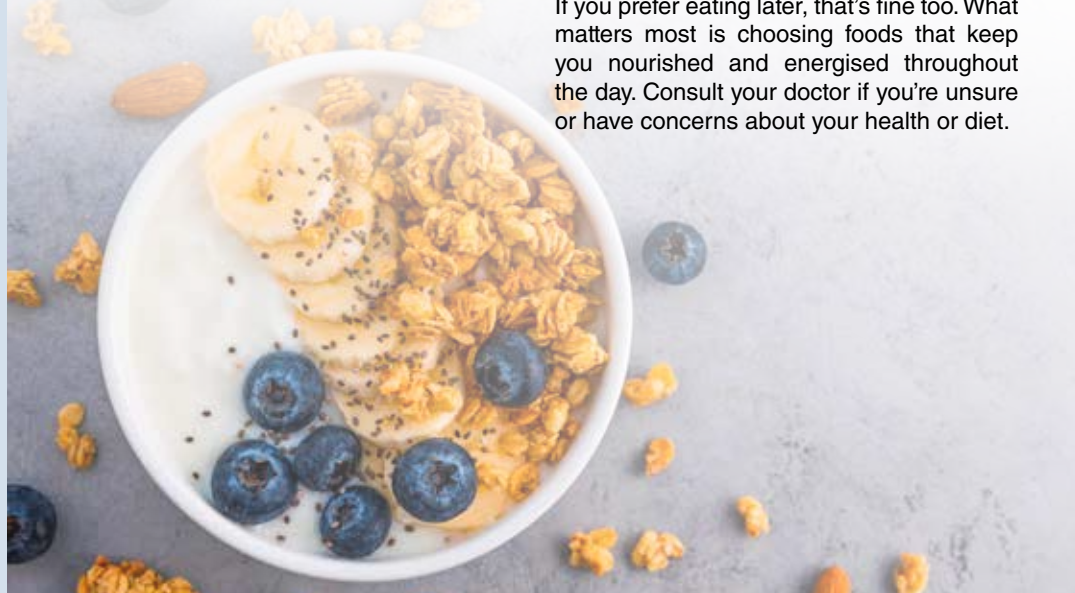 If you prefer eating later, that’s fine too. What
matters most is choosing foods that keep
you nourished and energised throughout
the day. Consult your doctor if you’re unsure
or have concerns about your health or diet.